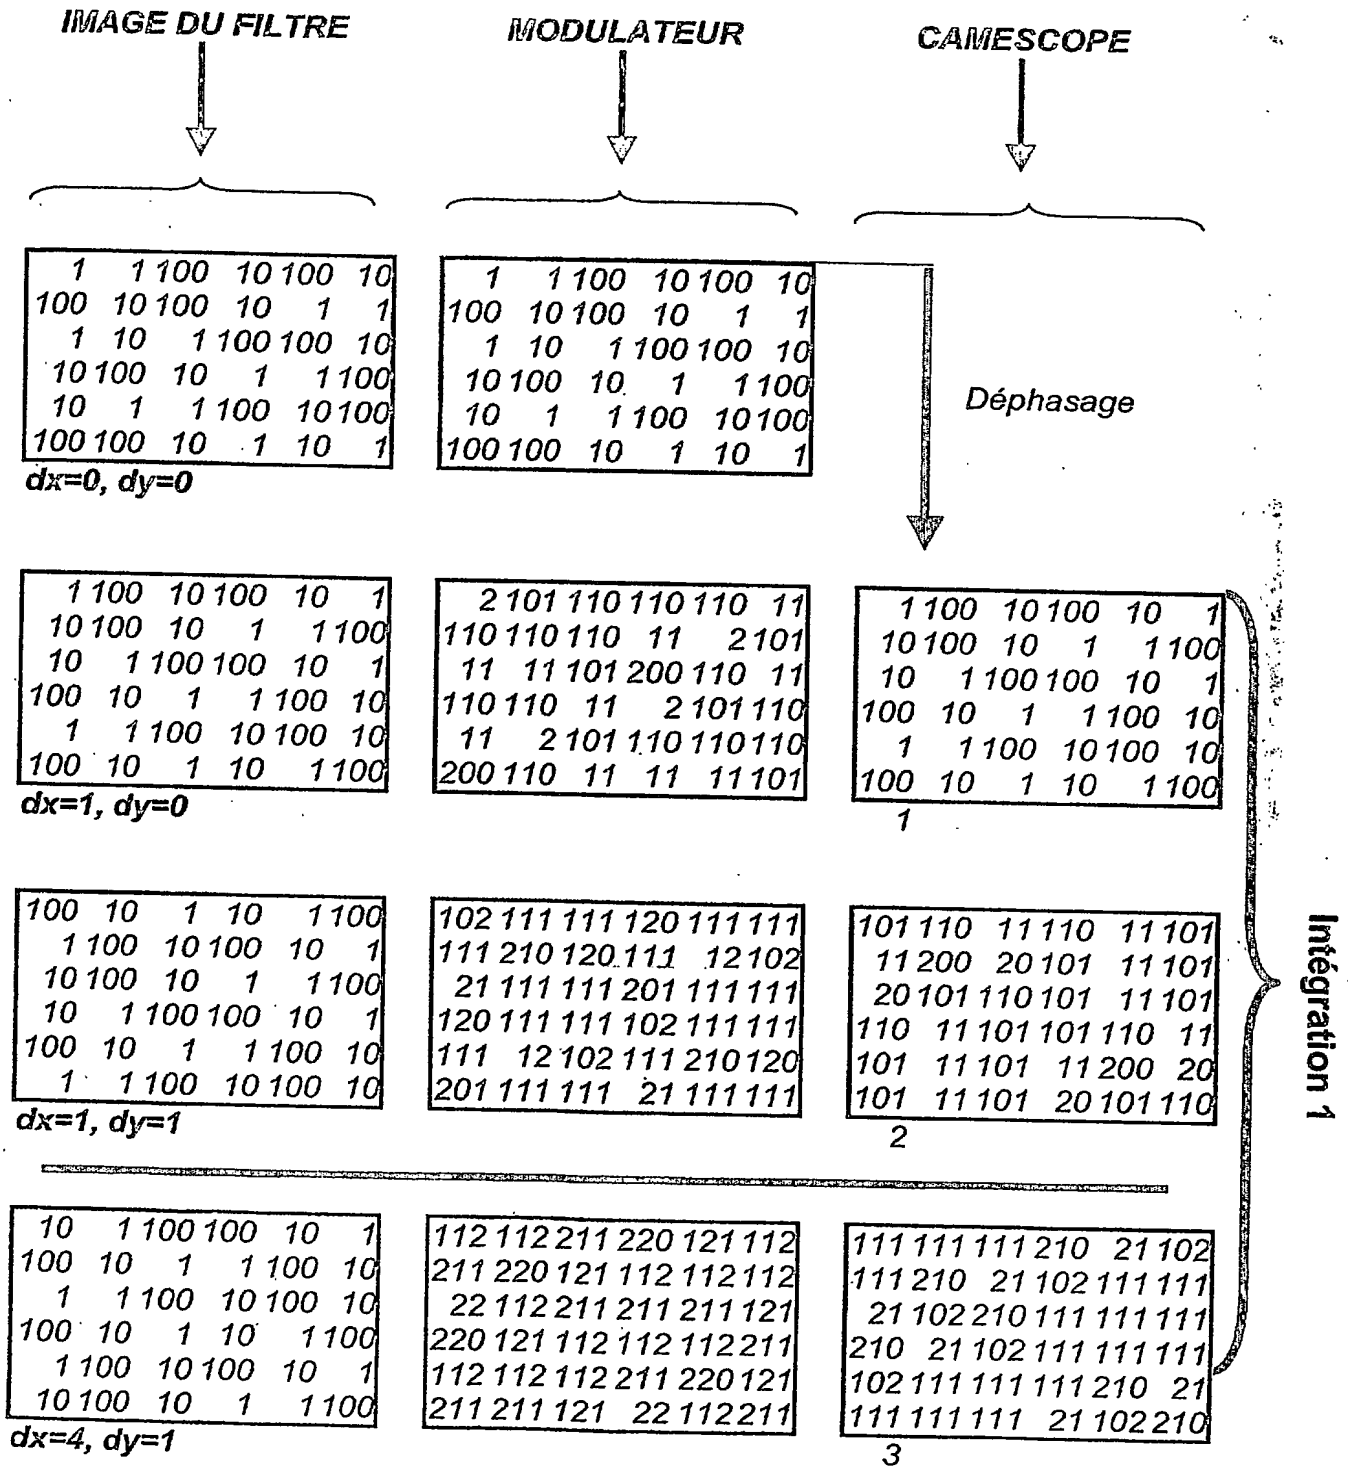 IMAGE DU FILTRE MODULATEUR CAMESCOPE
1 1 100 10 100 10
100 10 100 10 1 1
1 10 1 100 100 10
10 100 10 1 1 100
10 1 1 100 10 100
100 100 10 1 10 1
dx=0, dy=0
1 1 100 10 100 10
100 10 100 10 1 1
1 10 1 100 100 10
10 100 10 1 1 100
10 1 1 100 10 100
100 100 10 1 10 1
Déphasage
1 100 10 100 10 1
10 100 10 1 1 100
10 1 100 100 10 1
100 10 1 1 100 10
1 1 100 10 100 10
100 10 1 10 1 100
dx=1, dy=0
2 101 110 110 110 11
110 110 110 11 2 101
11 11 101 200 110 11
110 110 11 2 101 110
11 2 101 110 110 110
200 110 11 11 11 101
1 100 10 100 10 1
10 100 10 1 1 100
10 1 100 100 10 1
100 10 1 1 100 10
1 1 100 10 100 10
100 10 1 10 1 100
1
100 10 1 10 1 100
1 100 10 100 10 1
10 100 10 1 1 100
10 1 100 100 10 1
100 10 1 1 100 10
1 1 100 10 100 10
dx=1, dy=1
102 111 111 120 111 111
111 210 120 111 12 102
21 111 111 201 111 111
120 111 111 102 111 111
111 12 102 111 210 120
201 111 111 21 111 111
101 110 11 110 11 101
11 200 20 101 11 101
20 101 110 101 11 101
110 11 101 101 110 11
101 11 101 11 200 20
101 11 101 20 101 110
2
Intégration 1
10 1 100 100 10 1
100 10 1 1 100 10
1 1 100 10 100 10
100 10 1 10 1 100
1 100 10 100 10 1
10 100 10 1 1 100
dx=4, dy=1
112 112 211 220 121 112
211 220 121 112 112 112
22 112 211 211 211 121
220 121 112 112 112 211
112 112 112 211 220 121
211 211 121 22 112 211
111 111 111 210 21 102
111 210 21 102 111 111
21 102 210 111 111 111
210 21 102 111 111 111
102 111 111 111 210 21
111 111 111 21 102 210
3